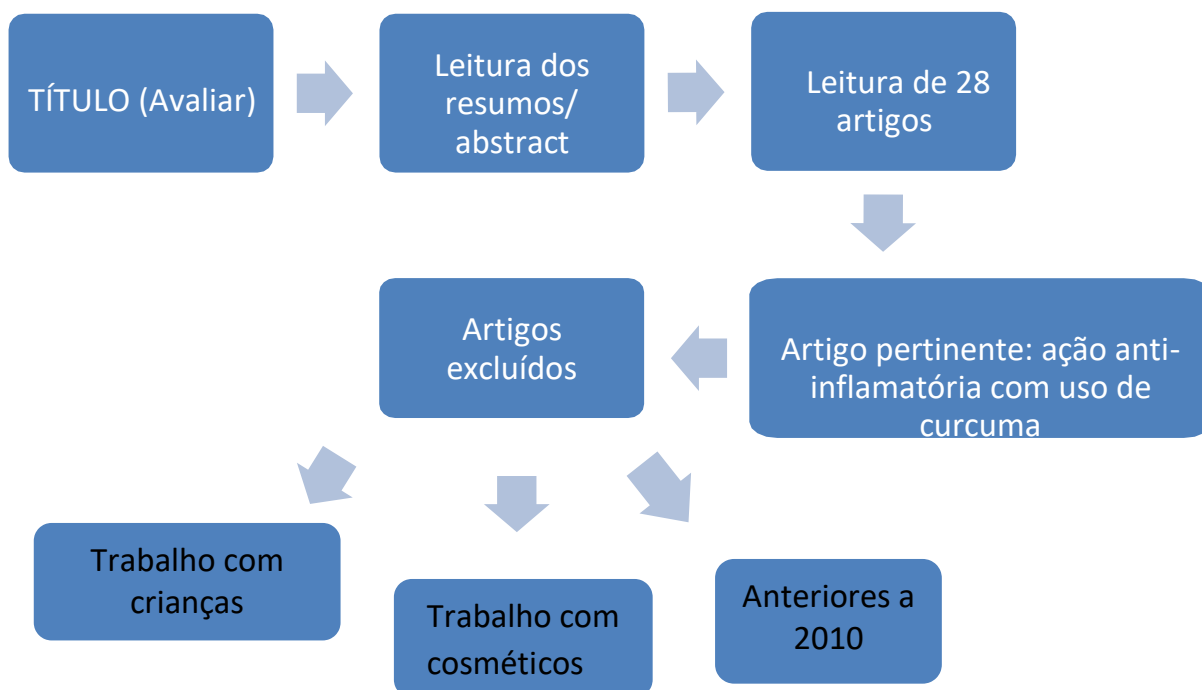 TÍTULO (Avaliar)
Leitura dos
resumos/
abstract
Leitura de 28
artigos
Artigo pertinente: ação anti-
inflamatória com uso de
curcuma
Artigos
excluídos
Trabalho com
crianças
Trabalho com
cosméticos
Anteriores a
2010